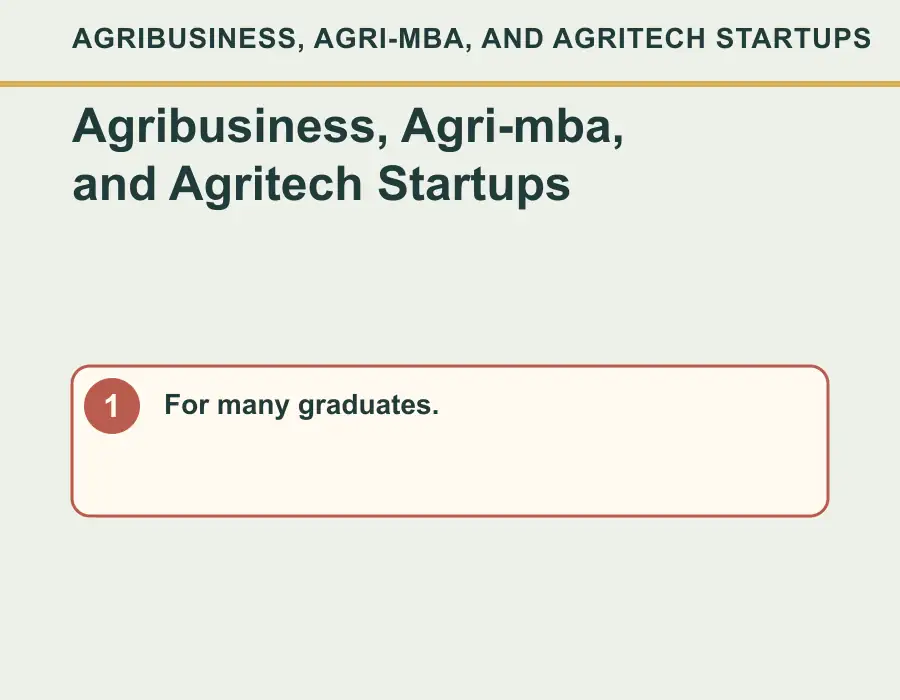 AGRIBUSINESS, AGRI-MBA, AND AGRITECH STARTUPS
Agribusiness, Agri-mba,
and Agritech Startups
1 For many graduates.